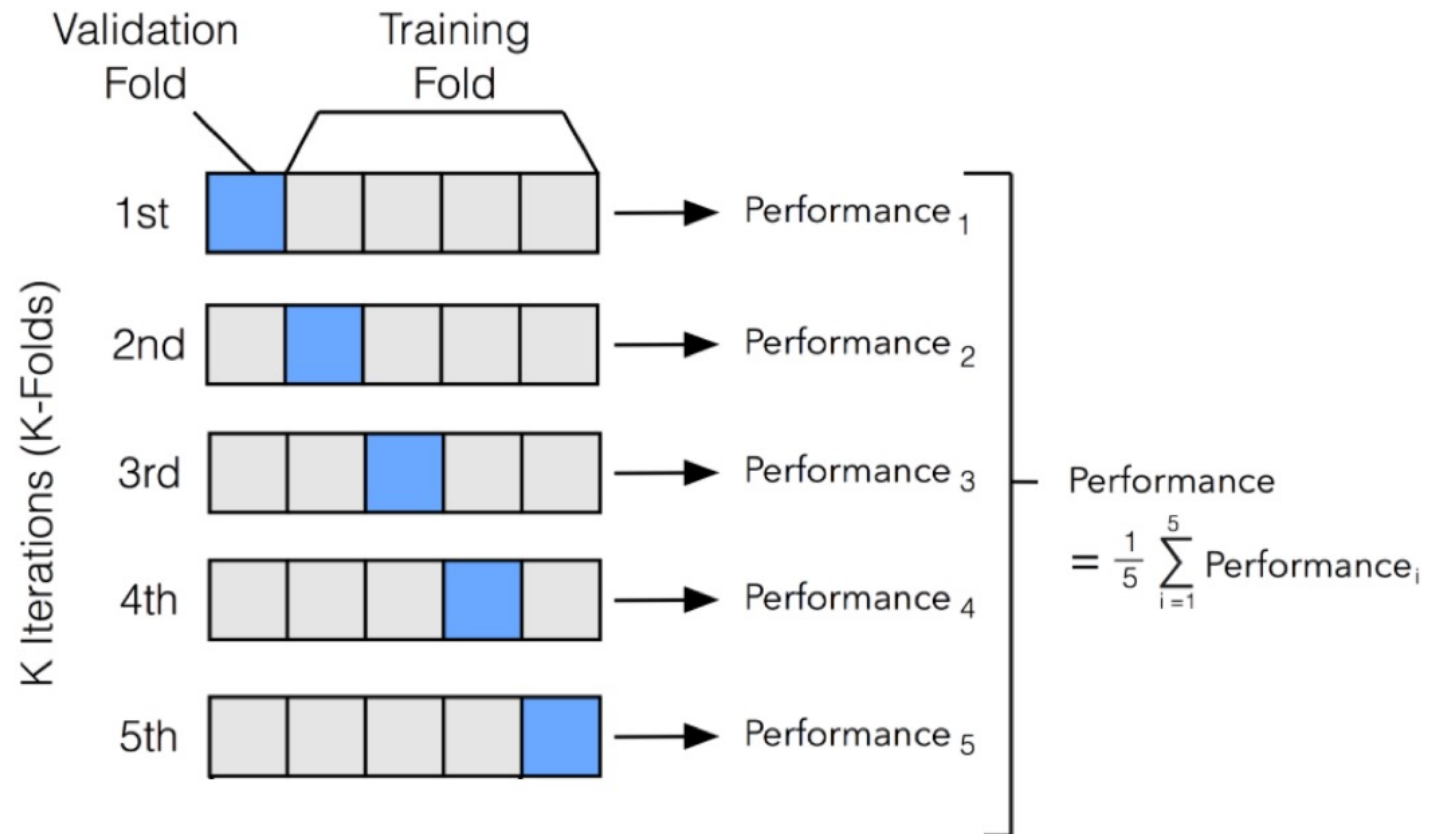 Validation
Fold
Training
Fold
K Iterations (K-Folds)
1st
Performance 1
2nd
Performance 2
3rd
Performance 3
4th
Performance 4
5th
Performance 5
Performance
= 1/5 5∑i=1 Performancei